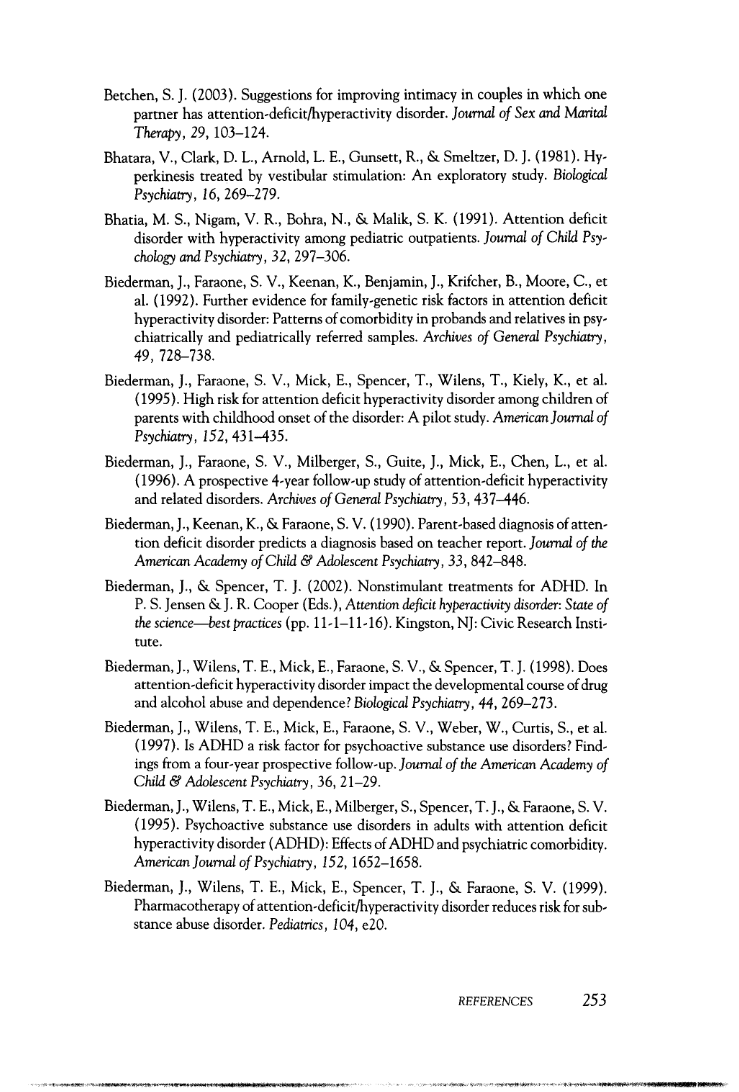 Betchen, S. J. (2003). Suggestions for improving intimacy in couples in which one
partner has attention-deficit/hyperactivity disorder. Journal of Sex and Marital
Therapy, 29, 103–124.
Bhatara, V., Clark, D. L., Arnold, L. E., Gunsett, R., & Smeltzer, D. J. (1981). Hy-
perkinesis treated by vestibular stimulation: An exploratory study. Biological
Psychiatry, 16, 269–279.
Bhatia, M. S., Nigam, V. R., Bohra, N., & Malik, S. K. (1991). Attention deficit
disorder with hyperactivity among pediatric outpatients. Journal of Child Psy-
chology and Psychiatry, 32, 297–306.
Biederman, J., Faraone, S. V., Keenan, K., Benjamin, J., Krifcher, B., Moore, C., et
al. (1992). Further evidence for family-genetic risk factors in attention deficit
hyperactivity disorder: Patterns of comorbidity in probands and relatives in psy-
chiatrically and pediatrically referred samples. Archives of General Psychiatry,
49, 728–738.
Biederman, J., Faraone, S. V., Mick, E., Spencer, T., Wilens, T., Kiely, K., et al.
(1995). High risk for attention deficit hyperactivity disorder among children of
parents with childhood onset of the disorder: A pilot study. American Journal of
Psychiatry, 152, 431–435.
Biederman, J., Faraone, S. V., Milberger, S., Guite, J., Mick, E., Chen, L., et al.
(1996). A prospective 4-year follow-up study of attention-deficit hyperactivity
and related disorders. Archives of General Psychiatry, 53, 437–446.
Biederman, J., Keenan, K., & Faraone, S. V. (1990). Parent-based diagnosis of atten-
tion deficit disorder predicts a diagnosis based on teacher report. Journal of the
American Academy of Child & Adolescent Psychiatry, 33, 842–848.
Biederman, J., & Spencer, T. J. (2002). Nonstimulant treatments for ADHD. In
P. S. Jensen & J. R. Cooper (Eds.), Attention deficit hyperactivity disorder: State of
the science—best practices (pp. 11-1–11-16). Kingston, NJ: Civic Research Insti-
tute.
Biederman, J., Wilens, T. E., Mick, E., Faraone, S. V., & Spencer, T. J. (1998). Does
attention-deficit hyperactivity disorder impact the developmental course of drug
and alcohol abuse and dependence? Biological Psychiatry, 44, 269–273.
Biederman, J., Wilens, T. E., Mick, E., Faraone, S. V., Weber, W., Curtis, S., et al.
(1997). Is ADHD a risk factor for psychoactive substance use disorders? Find-
ings from a four-year prospective follow-up. Journal of the American Academy of
Child & Adolescent Psychiatry, 36, 21–29.
Biederman, J., Wilens, T. E., Mick, E., Milberger, S., Spencer, T. J., & Faraone, S. V.
(1995). Psychoactive substance use disorders in adults with attention deficit
hyperactivity disorder (ADHD): Effects of ADHD and psychiatric comorbidity.
American Journal of Psychiatry, 152, 1652–1658.
Biederman, J., Wilens, T. E., Mick, E., Spencer, T. J., & Faraone, S. V. (1999).
Pharmacotherapy of attention-deficit/hyperactivity disorder reduces risk for sub-
stance abuse disorder. Pediatrics, 104, e20.
REFERENCES 253